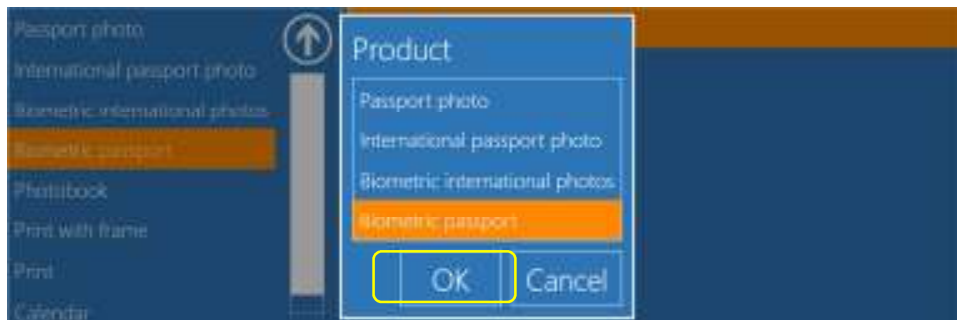 Passport photo
International passport photo
Biometric international photos
Biometric passport
Photobook
Print with frame
Print
Calendar
Product
Passport photo
International passport photo
Biometric international photos
Biometric passport
OK
Cancel